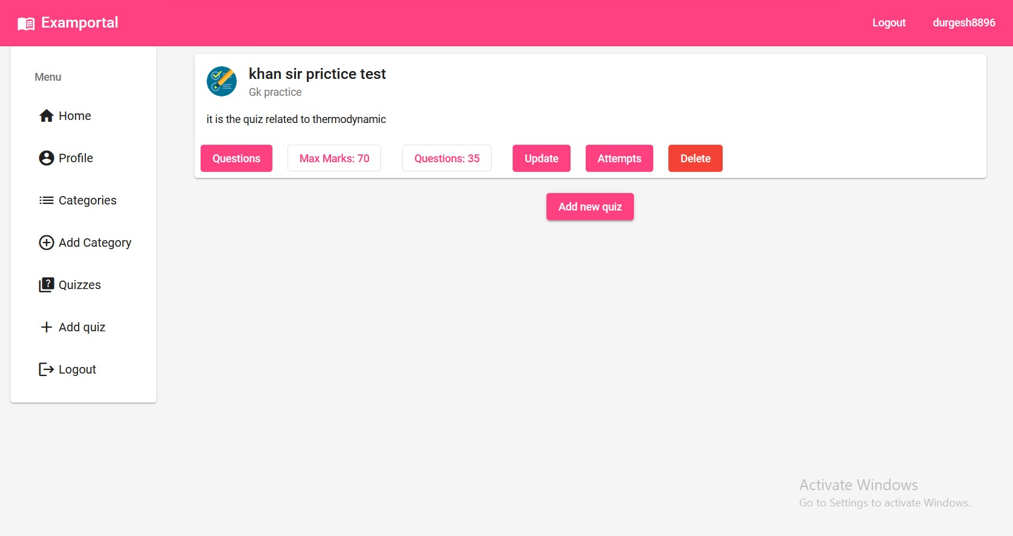 Examportal
Logout
durgesh8896
Menu
Home
Profile
Categories
Add Category
Quizzes
Add quiz
Logout
khan sir prictice test
Gk practice
it is the quiz related to thermodynamic
Questions
Max Marks: 70
Questions: 35
Update
Attempts
Delete
Add new quiz
Activate Windows
Go to Settings to activate Windows.